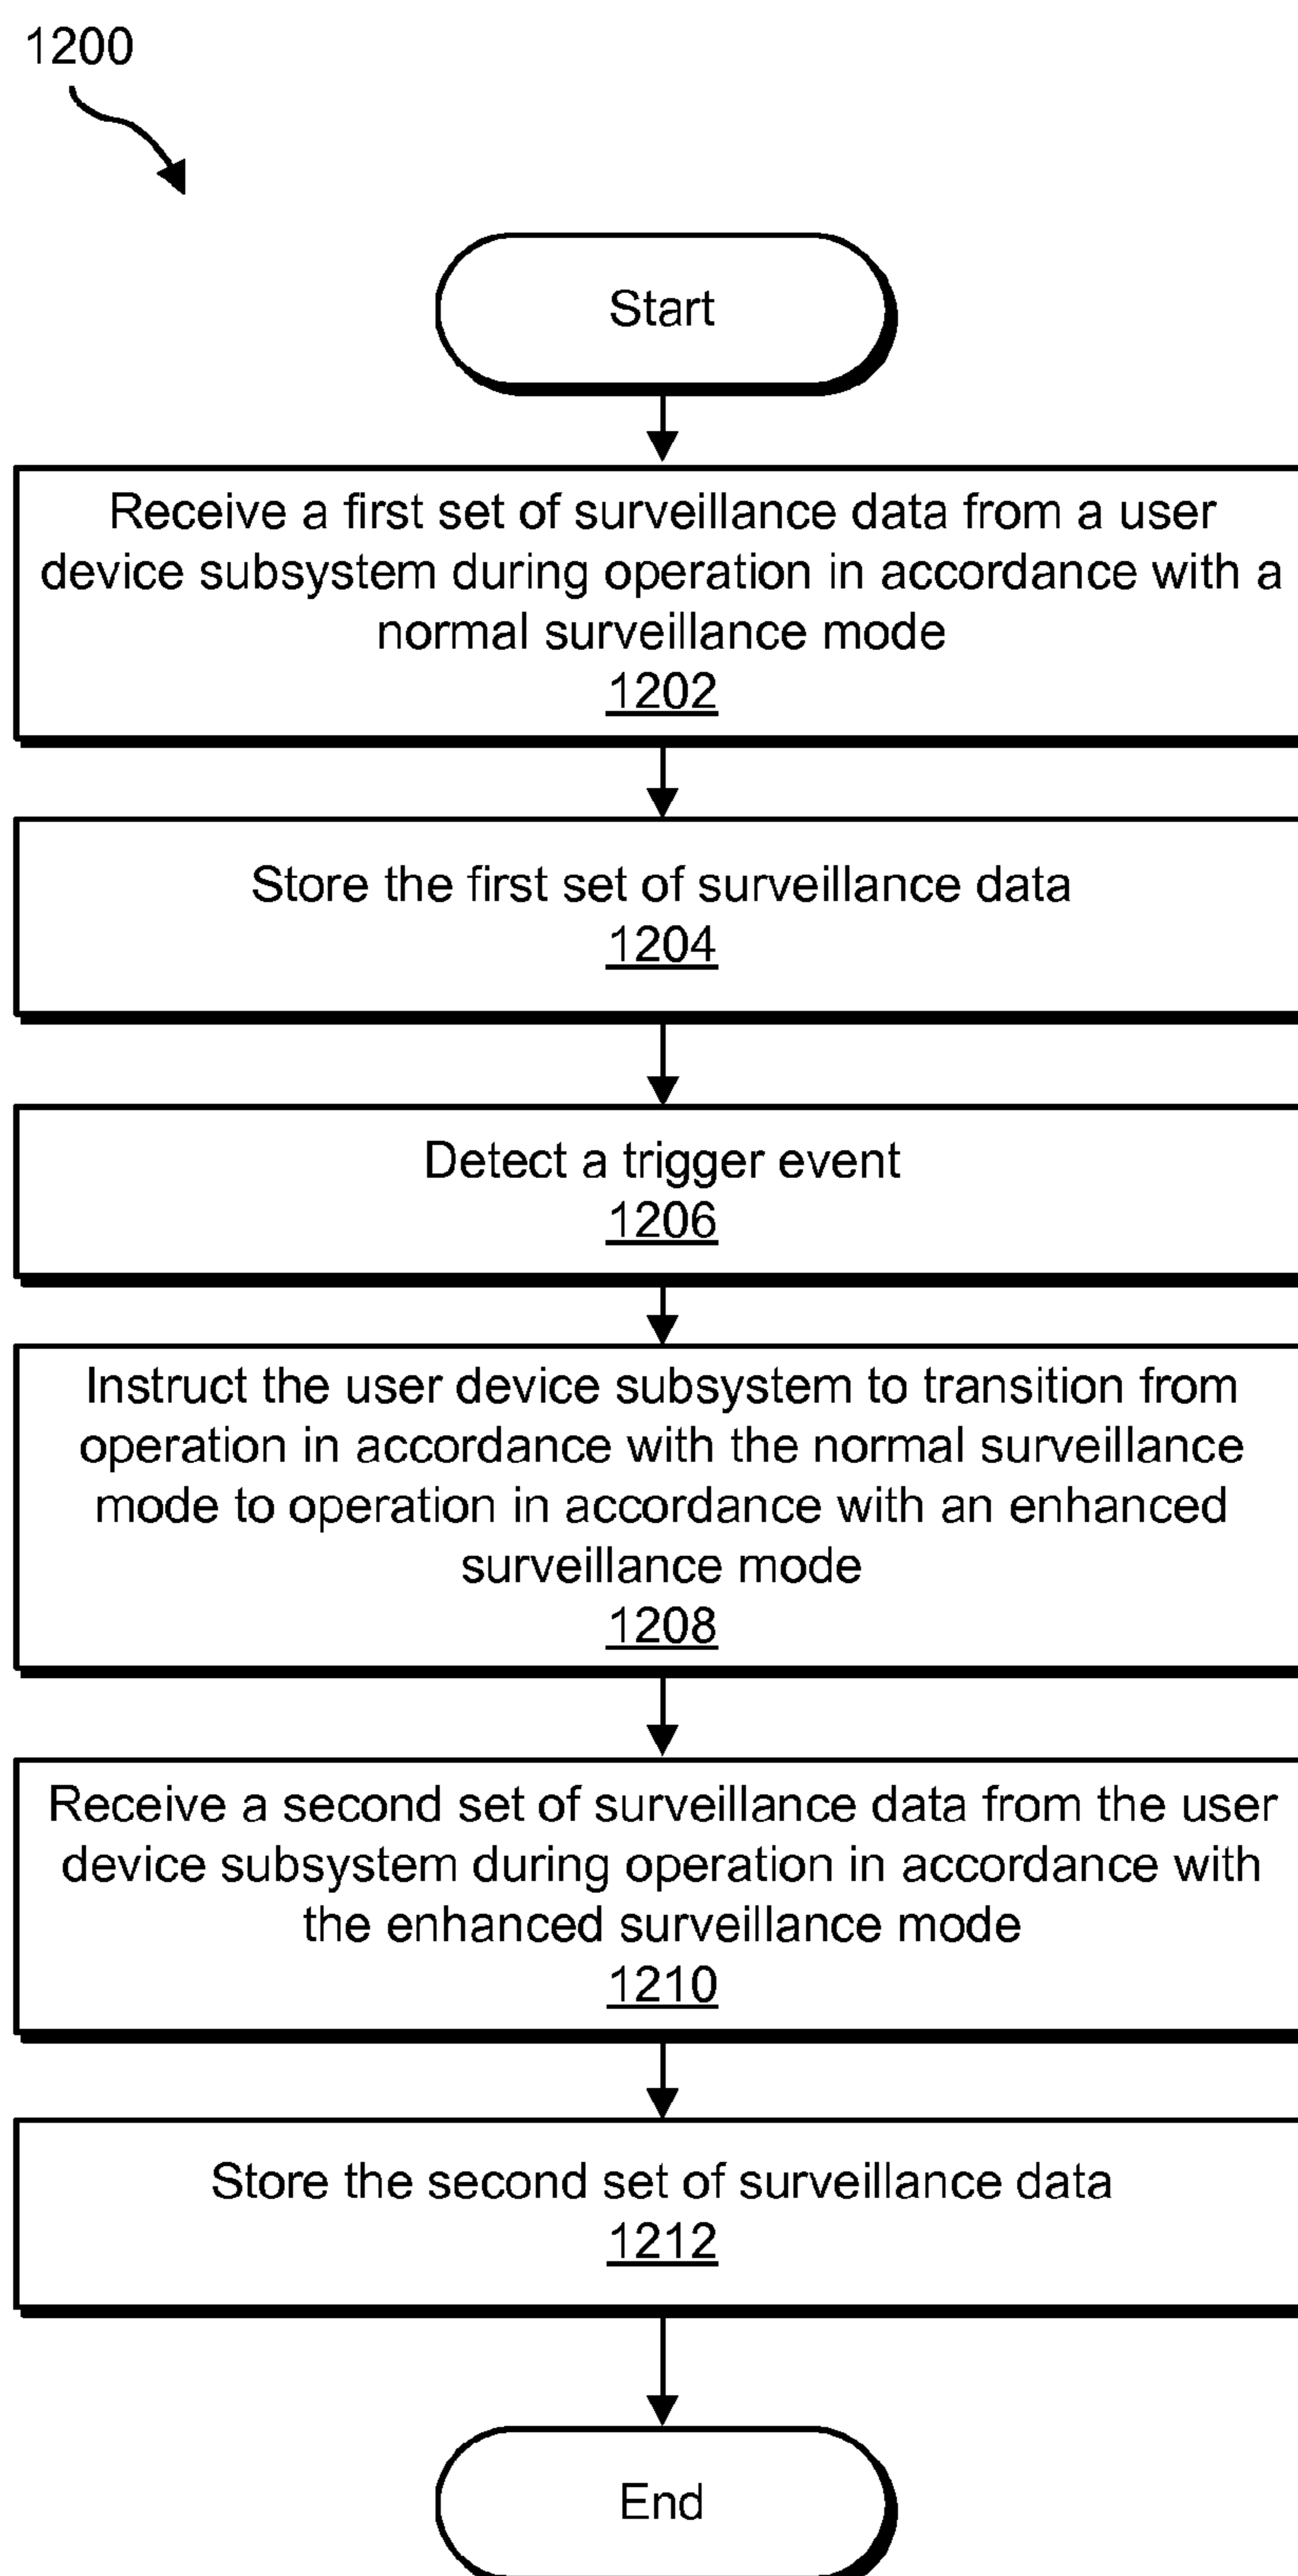 1200
Start
Receive a first set of surveillance data from a user
device subsystem during operation in accordance with a
normal surveillance mode
1202
Store the first set of surveillance data
1204
Detect a trigger event
1206
Instruct the user device subsystem to transition from
operation in accordance with the normal surveillance
mode to operation in accordance with an enhanced
surveillance mode
1208
Receive a second set of surveillance data from the user
device subsystem during operation in accordance with
the enhanced surveillance mode
1210
Store the second set of surveillance data
1212
End